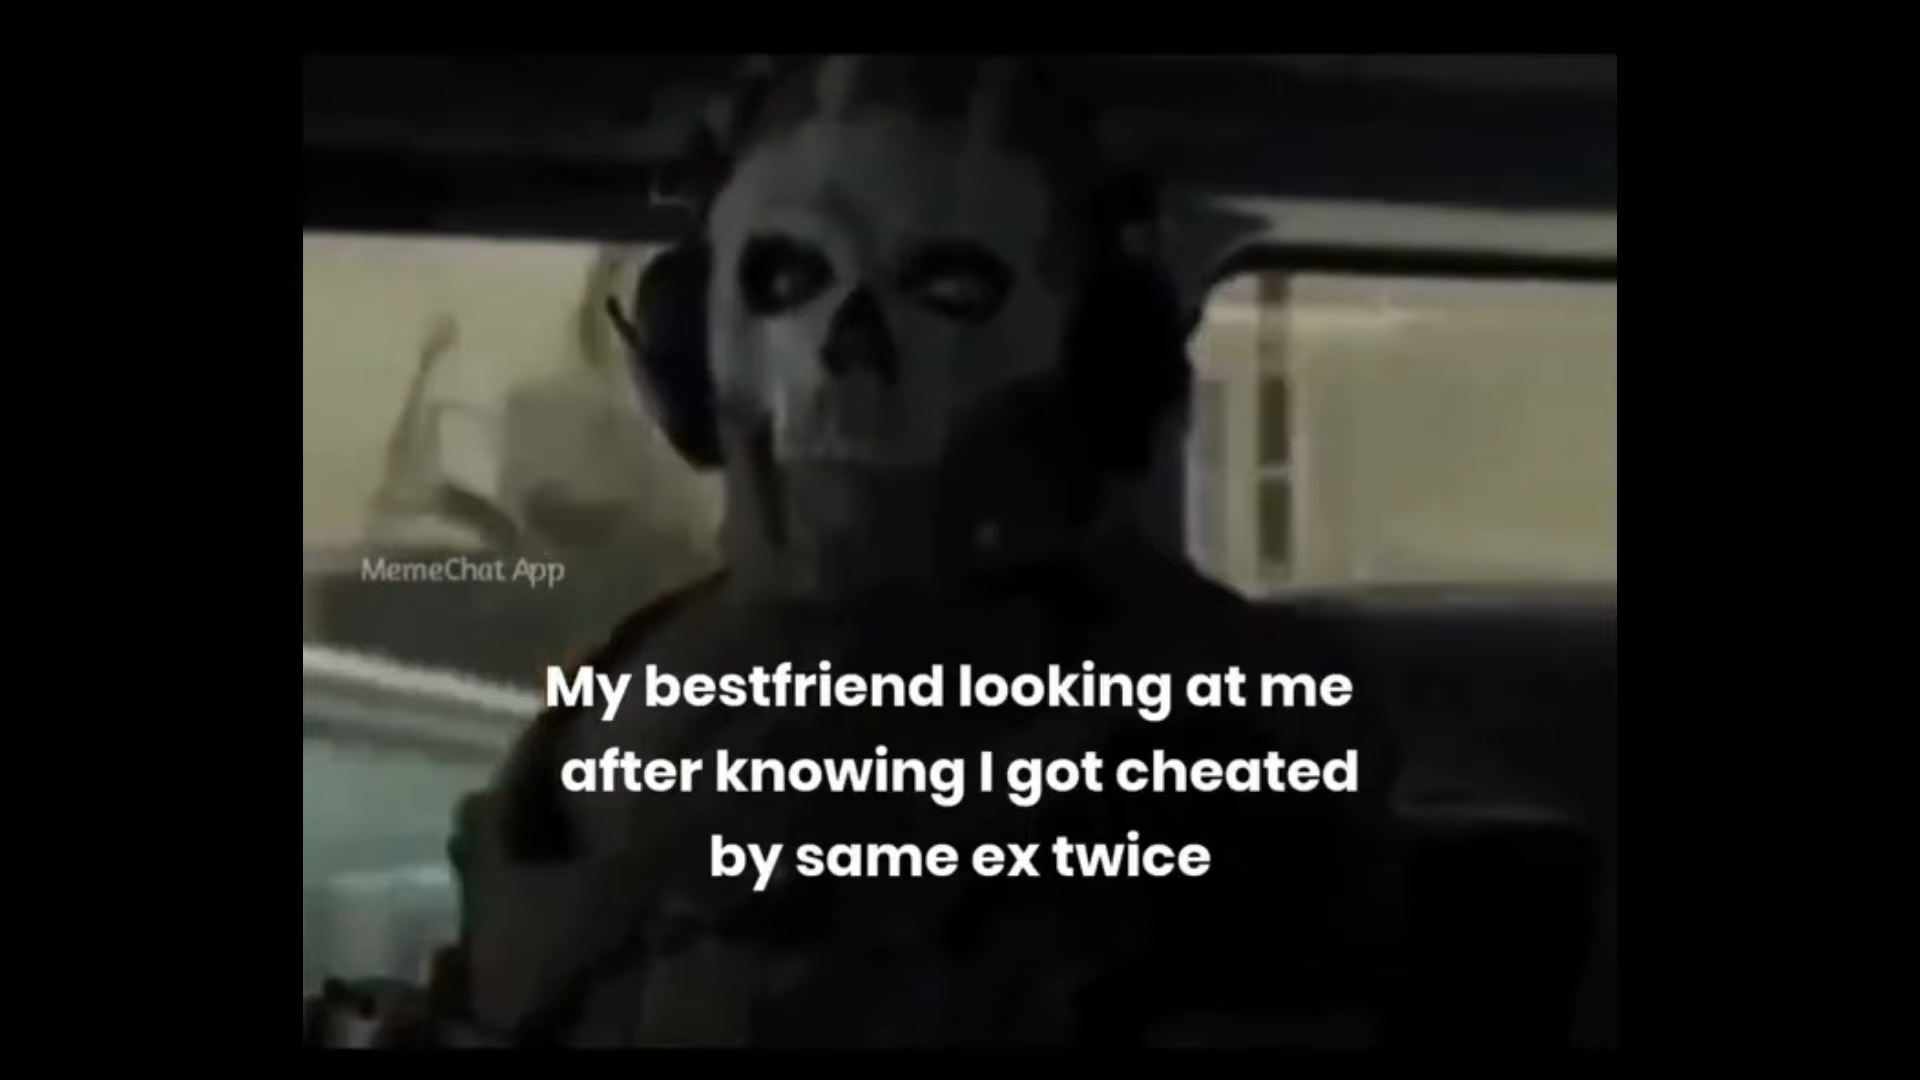 MemeChat App
My bestfriend looking at me
after knowing I got cheated
by same ex twice